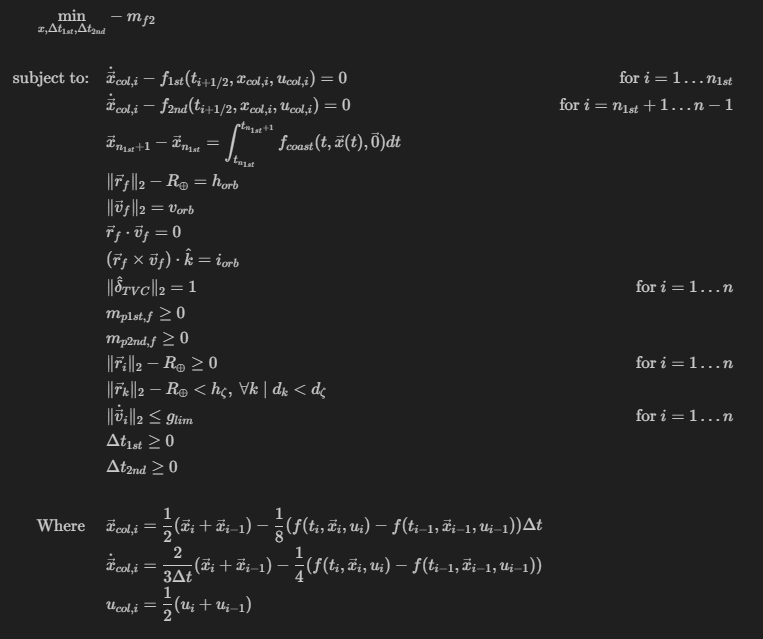 $\min_{x,\Delta t_{1st},\Delta t_{2nd}} -m_{f2}$
subject to: $\dot{\vec{x}}_{col,i} - f_{1st}(t_{i+1/2}, x_{col,i}, u_{col,i}) = 0$ for $i = 1 \ldots n_{1st}$
$\dot{\vec{x}}_{col,i} - f_{2nd}(t_{i+1/2}, x_{col,i}, u_{col,i}) = 0$ for $i = n_{1st} + 1 \ldots n - 1$
$\vec{x}_{n_{1st}+1} - \vec{x}_{n_{1st}} = \int_{t_{n_{1st}}}^{t_{n_{1st}+1}} f_{coast}(t, \vec{x}(t), \vec{0})dt$
$\|\vec{r}_f\|_2 - R_\oplus = h_{orb}$
$\|\vec{v}_f\|_2 = v_{orb}$
$\vec{r}_f \cdot \vec{v}_f = 0$
$(\vec{r}_f \times \vec{v}_f) \cdot \hat{k} = i_{orb}$
$\|\hat{\delta}_{TVC}\|_2 = 1$ for $i = 1 \ldots n$
$m_{p1st,f} \geq 0$
$m_{p2nd,f} \geq 0$
$\|\vec{r}_i\|_2 - R_\oplus \geq 0$ for $i = 1 \ldots n$
$\|\vec{r}_k\|_2 - R_\oplus < h_\zeta, \ \forall k \mid d_k < d_\zeta$
$\|\dot{\vec{v}}_i\|_2 \leq g_{lim}$ for $i = 1 \ldots n$
$\Delta t_{1st} \geq 0$
$\Delta t_{2nd} \geq 0$
Where $\vec{x}_{col,i} = \frac{1}{2}(\vec{x}_i + \vec{x}_{i-1}) - \frac{1}{8}(f(t_i, \vec{x}_i, u_i) - f(t_{i-1}, \vec{x}_{i-1}, u_{i-1}))\Delta t$
$\dot{\vec{x}}_{col,i} = \frac{2}{3\Delta t}(\vec{x}_i + \vec{x}_{i-1}) - \frac{1}{4}(f(t_i, \vec{x}_i, u_i) - f(t_{i-1}, \vec{x}_{i-1}, u_{i-1}))$
$u_{col,i} = \frac{1}{2}(u_i + u_{i-1})$